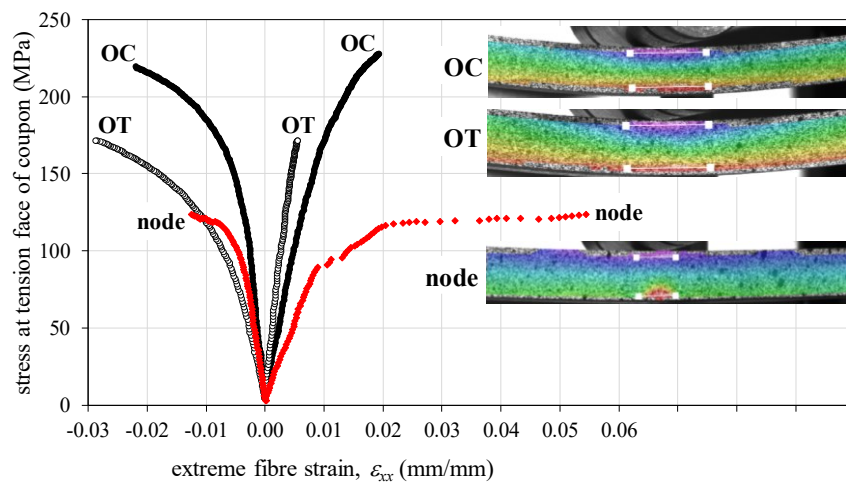 stress at tension face of coupon (MPa)
250
200
150
100
50
0
-0.03 -0.02 -0.01 0.00 0.01 0.02 0.03 0.04 0.05 0.06
extreme fibre strain, εxx (mm/mm)
OC OC
OT OT
node node
OC
OT
node